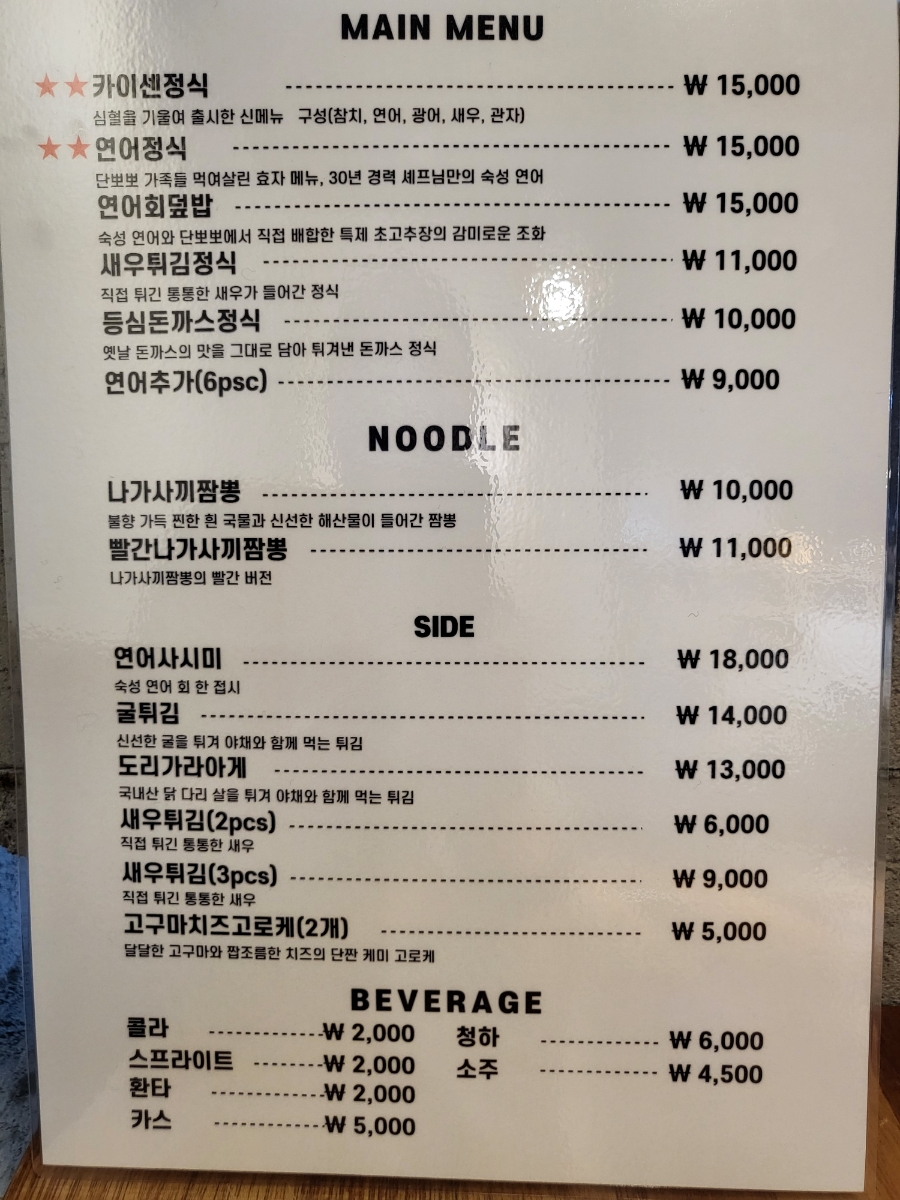 MAIN MENU
★★카이센정식 ₩ 15,000
심혈을 기울여 출시한 신메뉴 구성(참치, 연어, 광어, 새우, 관자)
★★연어정식 ₩ 15,000
단뽀뽀 가족들 먹여살린 효자 메뉴, 30년 경력 셰프님만의 숙성 연어
연어회덮밥 ₩ 15,000
숙성 연어와 단뽀뽀에서 직접 배합한 특제 초고추장의 감미로운 조화
새우튀김정식 ₩ 11,000
직접 튀긴 통통한 새우가 들어간 정식
등심돈까스정식 ₩ 10,000
옛날 돈까스의 맛을 그대로 담아 튀겨낸 돈까스 정식
연어추가(6psc) ₩ 9,000
NOODLE
나가사끼짬뽕 ₩ 10,000
불향 가득 찐한 흰 국물과 신선한 해산물이 들어간 짬뽕
빨간나가사끼짬뽕 ₩ 11,000
나가사끼짬뽕의 빨간 버전
SIDE
연어사시미 ₩ 18,000
숙성 연어 회 한 접시
굴튀김 ₩ 14,000
신선한 굴을 튀겨 야채와 함께 먹는 튀김
도리가라아게 ₩ 13,000
국내산 닭 다리 살을 튀겨 야채와 함께 먹는 튀김
새우튀김(2pcs) ₩ 6,000
직접 튀긴 통통한 새우
새우튀김(3pcs) ₩ 9,000
직접 튀긴 통통한 새우
고구마치즈고로케(2개) ₩ 5,000
달달한 고구마와 짭조름한 치즈의 단짠 케미 고로케
BEVERAGE
콜라 ₩ 2,000 청하 ₩ 6,000
스프라이트 ₩ 2,000 소주 ₩ 4,500
환타 ₩ 2,000
카스 ₩ 5,000